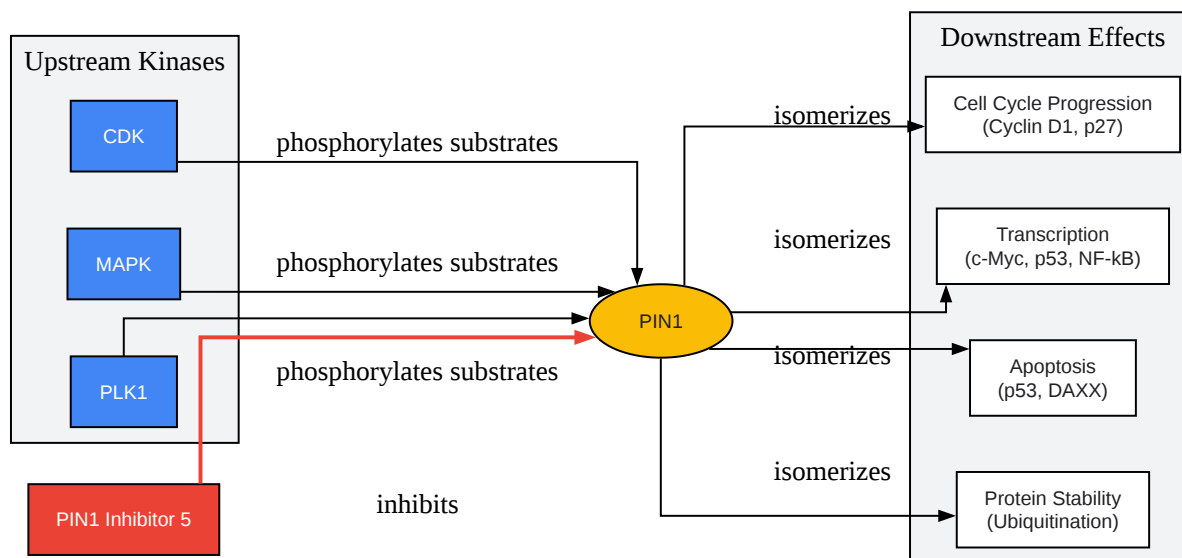 Upstream Kinases
CDK
MAPK
PLK1
PIN1 Inhibitor 5
phosphorylates substrates
phosphorylates substrates
phosphorylates substrates
inhibits
PIN1
isomerizes
isomerizes
isomerizes
isomerizes
Downstream Effects
Cell Cycle Progression
(Cyclin D1, p27)
Transcription
(c-Myc, p53, NF-kB)
Apoptosis
(p53, DAXX)
Protein Stability
(Ubiquitination)